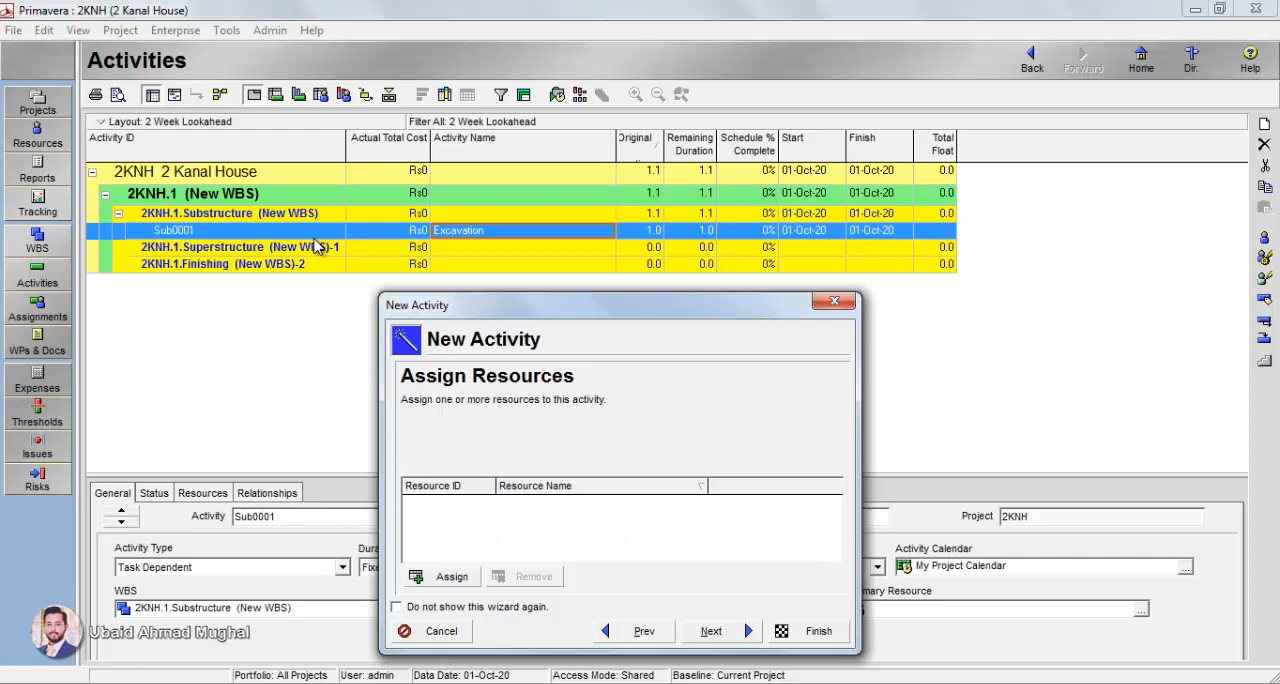 Primavera : 2KNH (2 Kanal House)
File Edit View Project Enterprise Tools Admin Help
Activities
Back Forward Home Dir. Help
Layout: 2 Week Lookahead Filter All: 2 Week Lookahead
Activity ID Actual Total Cost Activity Name Original Remaining Duration Schedule % Complete Start Finish Total Float
2KNH 2 Kanal House Rs0 1.1 1.1 0% 01-Oct-20 01-Oct-20 0.0
2KNH.1 (New WBS) Rs0 1.1 1.1 0% 01-Oct-20 01-Oct-20 0.0
2KNH.1.Substructure (New WBS) Rs0 1.1 1.1 0% 01-Oct-20 01-Oct-20 0.0
Sub0001 Rs0 Excavation 1.0 1.0 0% 01-Oct-20 01-Oct-20 0.0
2KNH.1.Superstructure (New WBS)-1 Rs0 0.0 0.0 0% 0.0
2KNH.1.Finishing (New WBS)-2 Rs0 0.0 0.0 0% 0.0
Projects
Resources
Reports
Tracking
WBS
Activities
Assignments
WPs & Docs
Expenses
Thresholds
Issues
Risks
New Activity
New Activity
Assign Resources
Assign one or more resources to this activity.
Resource ID Resource Name
Assign Remove
Do not show this wizard again.
Cancel Prev Next Finish
General Status Resources Relationships
Activity Sub0001 Project 2KNH
Activity Type Activity Calendar
Task Dependent My Project Calendar
WBS
2KNH.1.Substructure (New WBS)
Ubaid Ahmad Mughal
Portfolio: All Projects User: admin Data Date: 01-Oct-20 Access Mode: Shared Baseline: Current Project